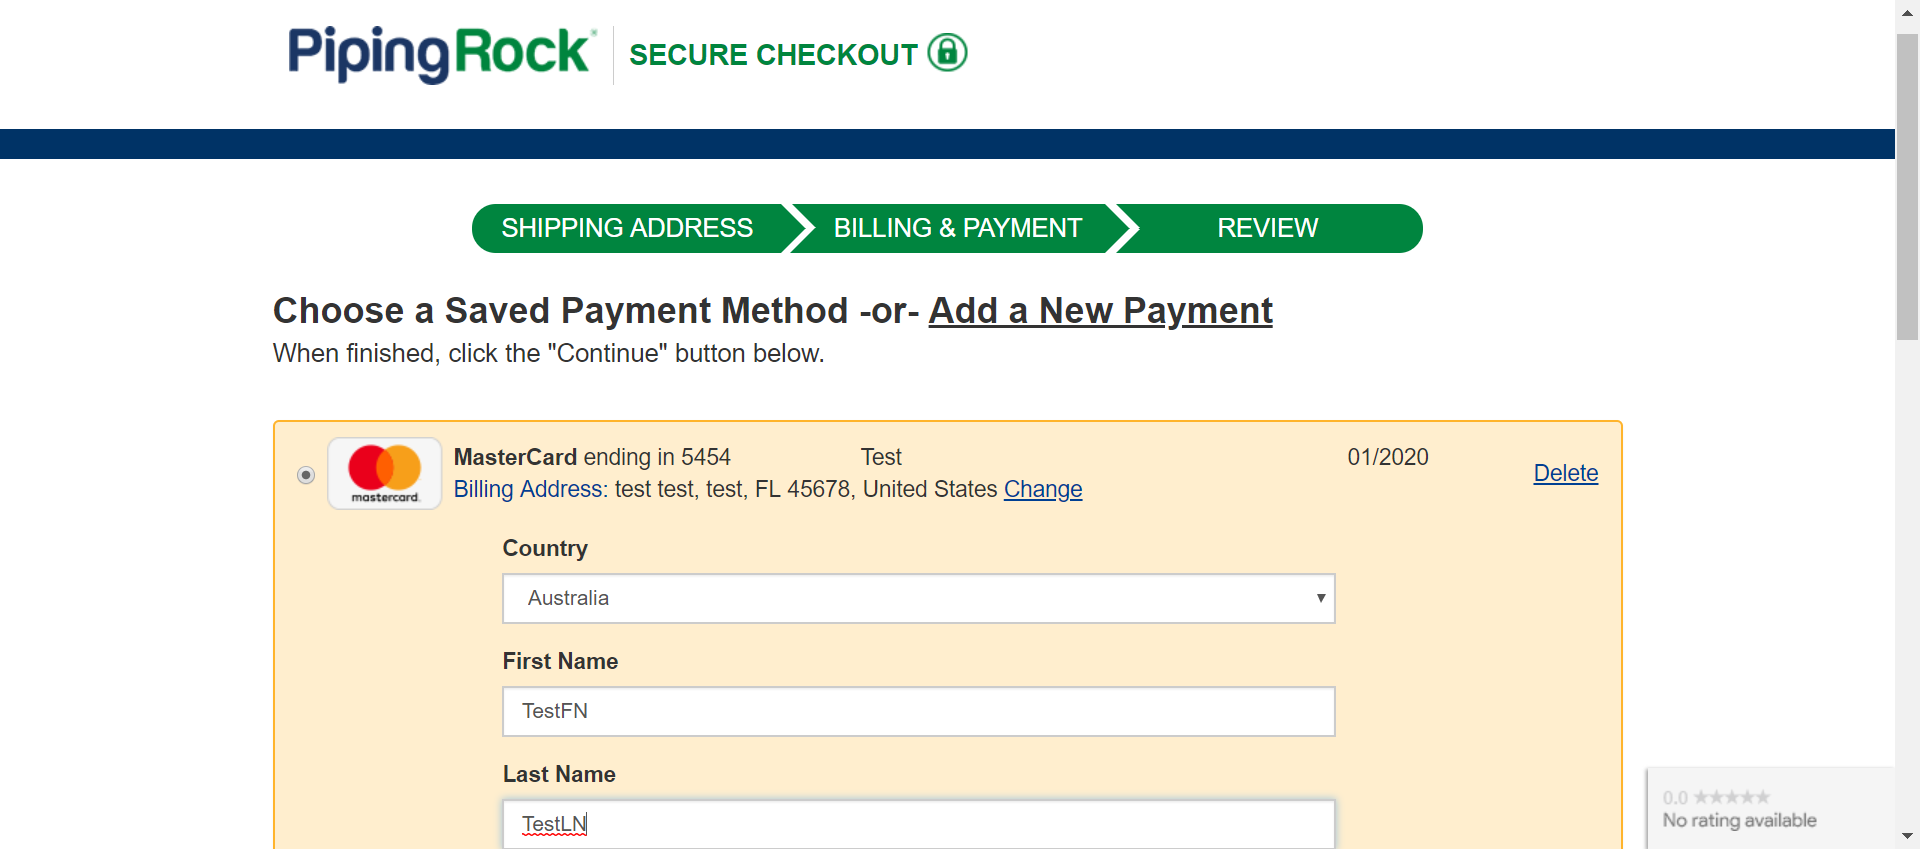 PipingRock® SECURE CHECKOUT
SHIPPING ADDRESS BILLING & PAYMENT REVIEW
Choose a Saved Payment Method -or- Add a New Payment
When finished, click the "Continue" button below.
mastercard.
MasterCard ending in 5454 Test 01/2020
Billing Address: test test, test, FL 45678, United States Change
Delete
Country
Australia
First Name
TestFN
Last Name
TestLN
0.0
No rating available